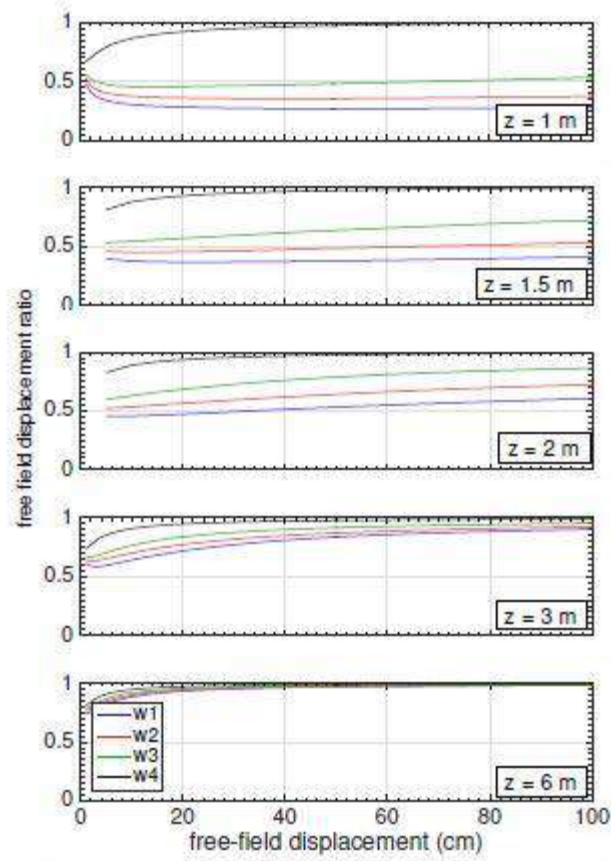 1
0.5
0
z = 1 m
1
0.5
0
z = 1.5 m
1
0.5
0
z = 2 m
1
0.5
0
z = 3 m
1
0.5
0
w1
w2
w3
w4
z = 6 m
0 20 40 60 80 100
free-field displacement (cm)
free field displacement ratio